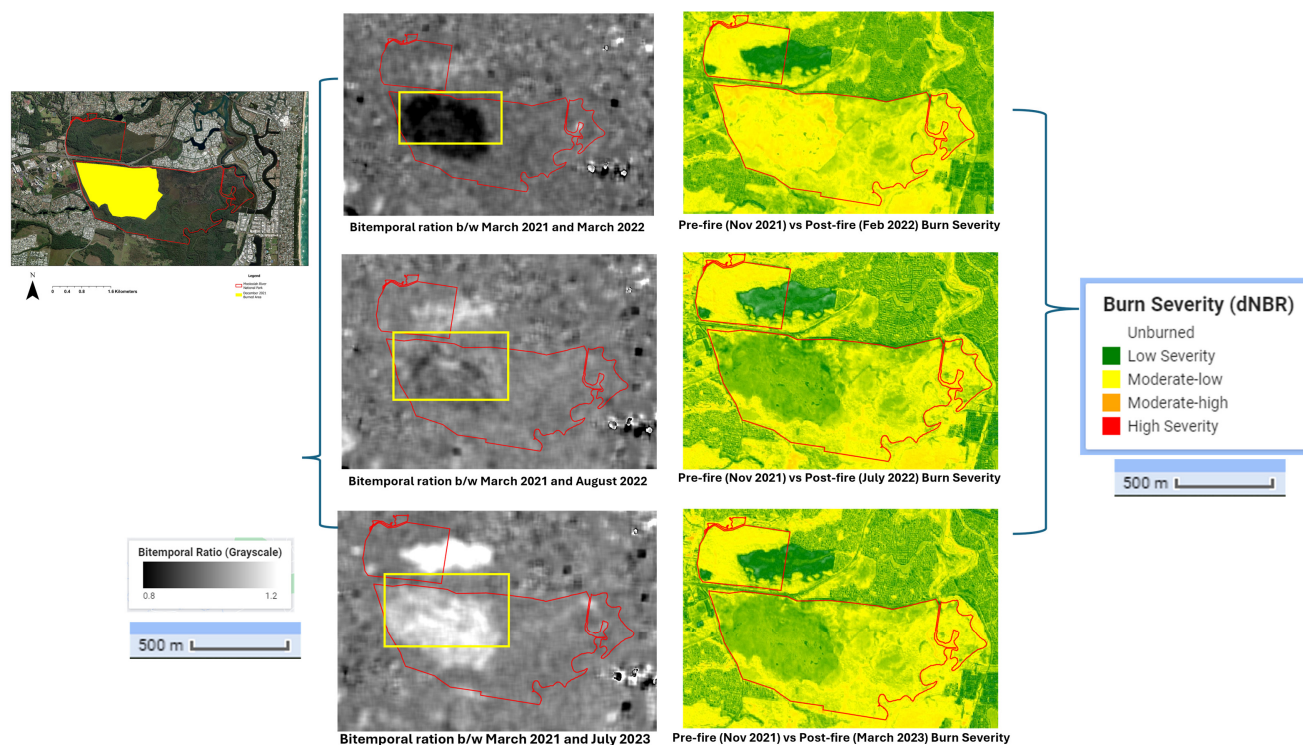 Bitemporal ration b/w March 2021 and March 2022
Pre-fire (Nov 2021) vs Post-fire (Feb 2022) Burn Severity
N
0 0.4 0.8 1.6 Kilometers
Legend
National Park
December 2021
Burned Area
Bitemporal ration b/w March 2021 and August 2022
Pre-fire (Nov 2021) vs Post-fire (July 2022) Burn Severity
Burn Severity (dNBR)
Unburned
Low Severity
Moderate-low
Moderate-high
High Severity
500 m
Bitemporal Ratio (Grayscale)
0.8 1.2
500 m
Bitemporal ration b/w March 2021 and July 2023
Pre-fire (Nov 2021) vs Post-fire (March 2023) Burn Severity